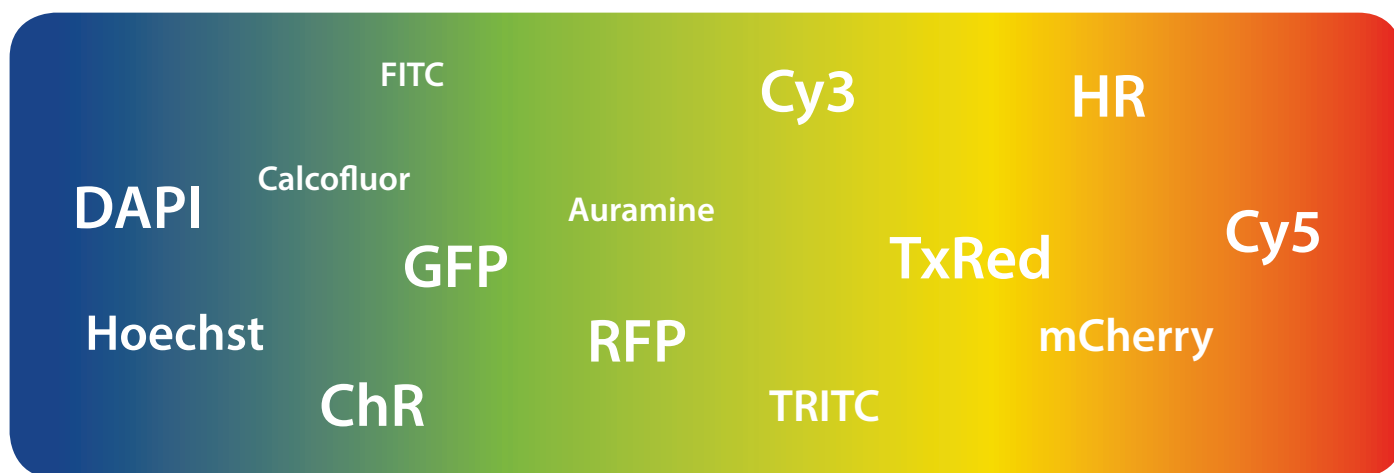 FITC
Cy3
HR
Calcofluor
DAPI
Auramine
Cy5
GFP
TxRed
Hoechst
RFP
mCherry
ChR
TRITC